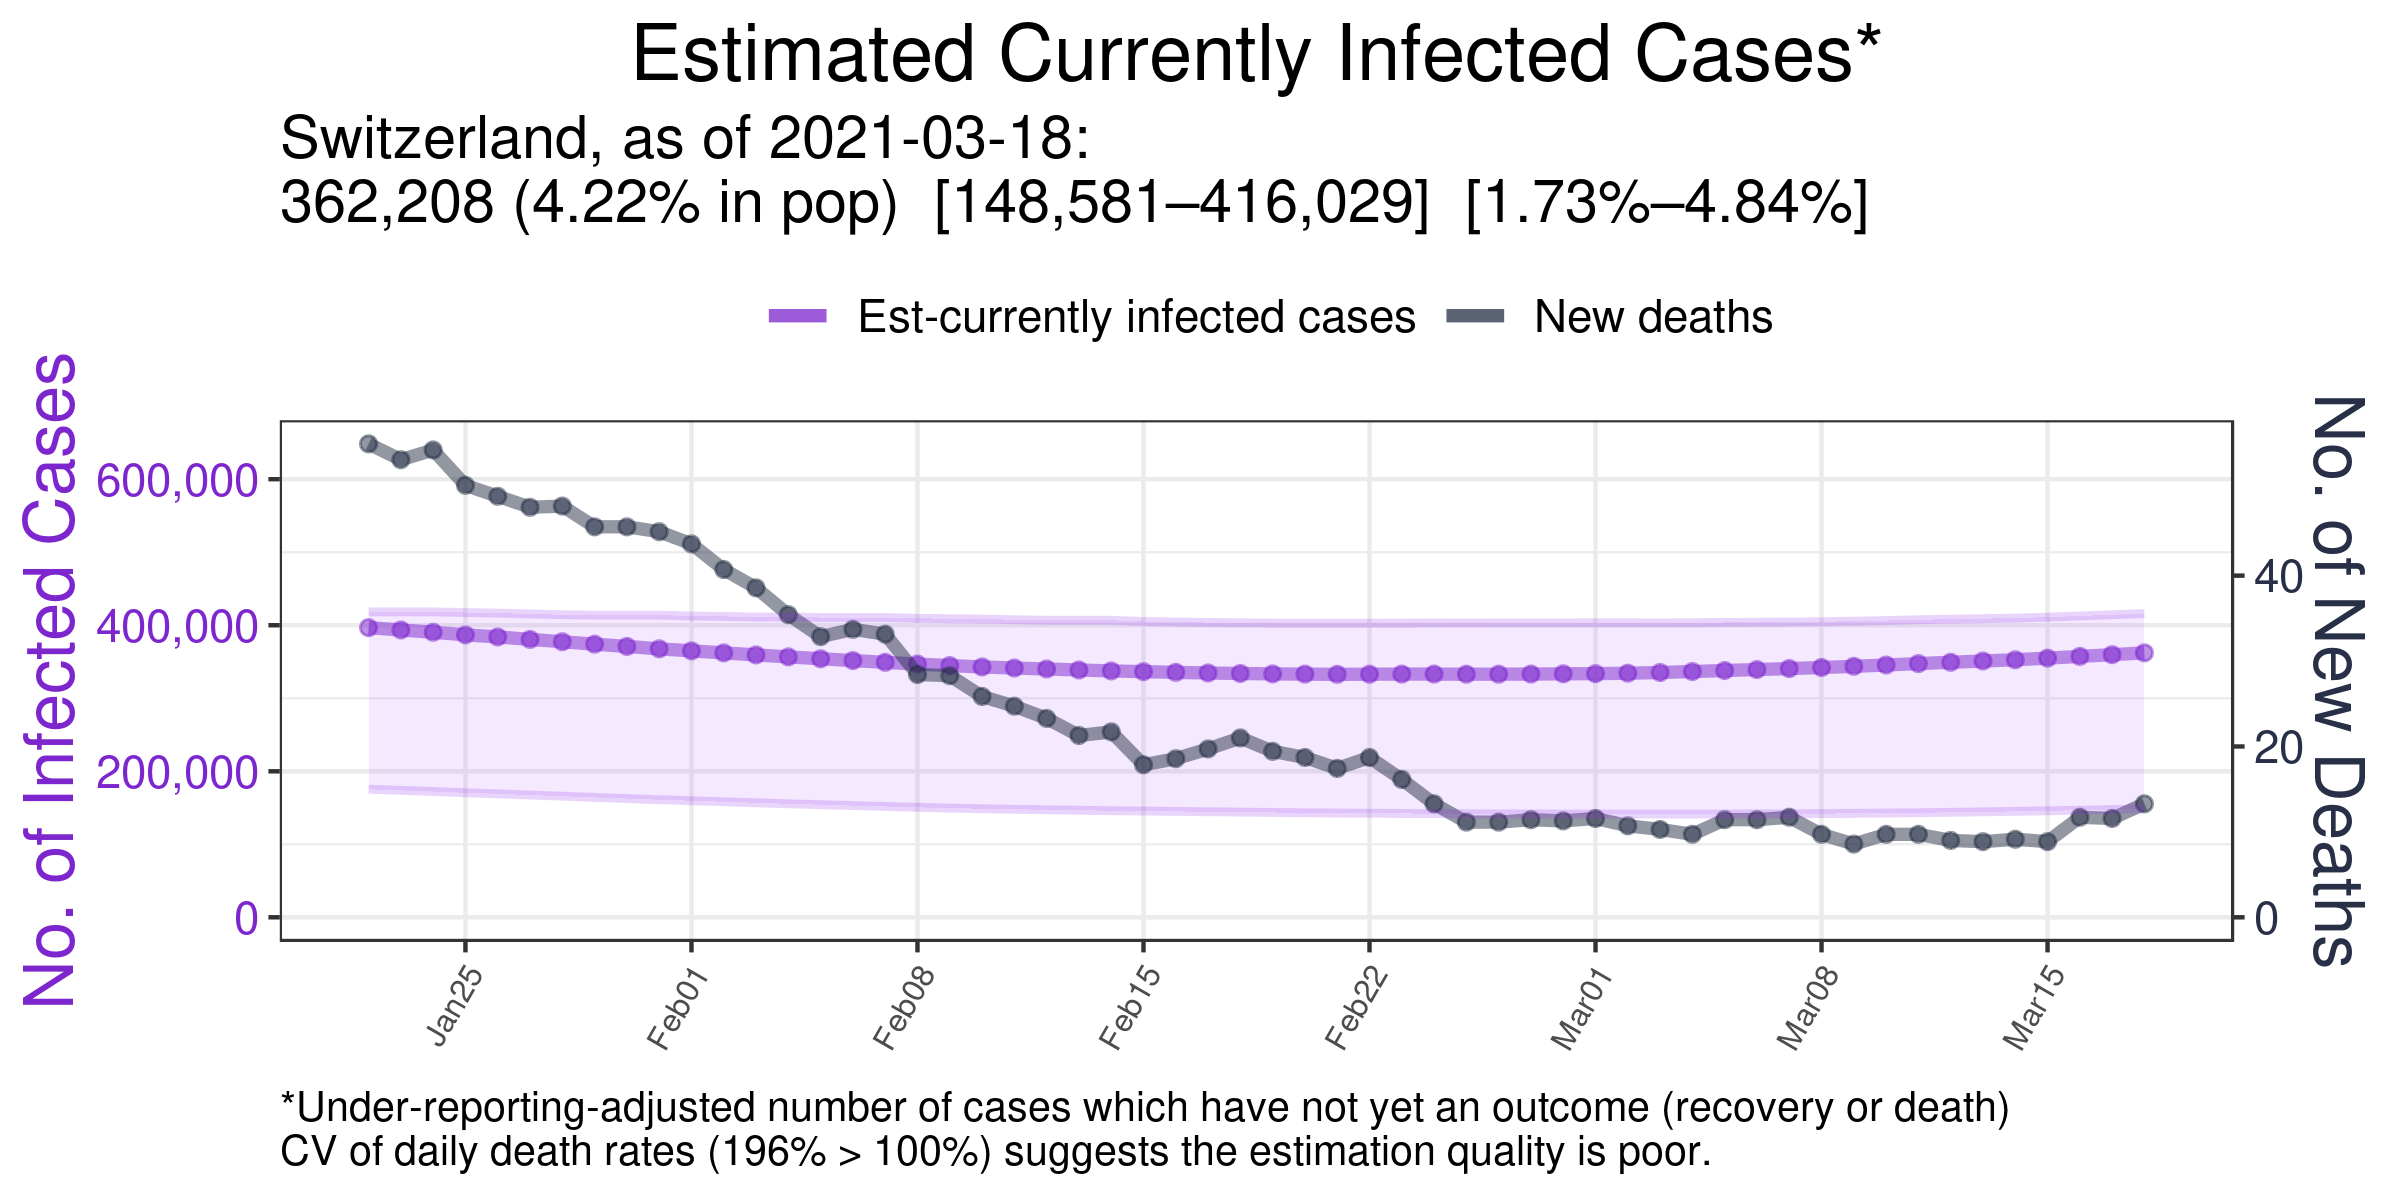 Estimated Currently Infected Cases*
Switzerland, as of 2021-03-18:
362,208 (4.22% in pop)  [148,581–416,029]  [1.73%–4.84%]
Est-currently infected cases
New deaths
No. of Infected Cases
600,000
400,000
200,000
0
No. of New Deaths
40
20
0
Jan25
Feb01
Feb08
Feb15
Feb22
Mar01
Mar08
Mar15
*Under-reporting-adjusted number of cases which have not yet an outcome (recovery or death)
CV of daily death rates (196% > 100%) suggests the estimation quality is poor.